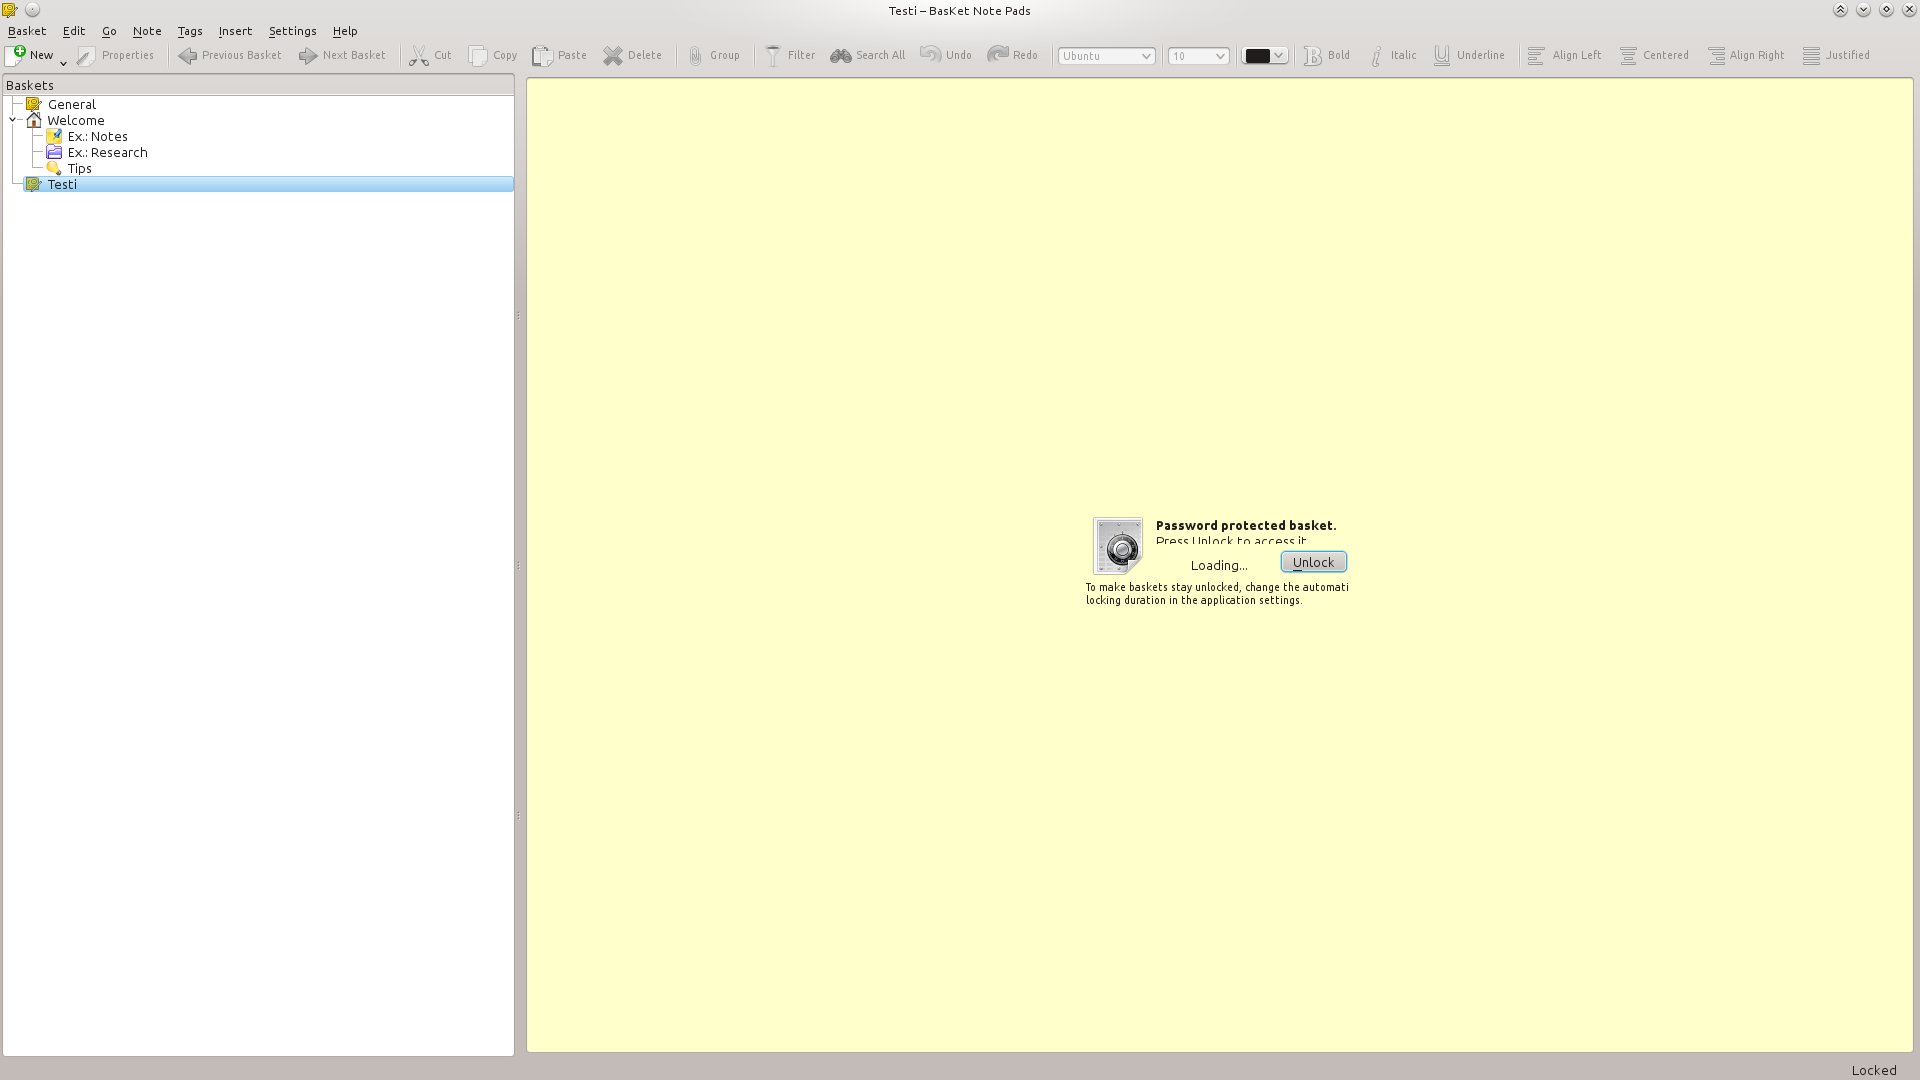 Testi – BasKet Note Pads
Basket Edit Go Note Tags Insert Settings Help
New Properties Previous Basket Next Basket Cut Copy Paste Delete Group Filter Search All Undo Redo Ubuntu 10 Bold Italic Underline Align Left Centered Align Right Justified
Baskets
General
Welcome
Ex.: Notes
Ex.: Research
Tips
Testi
Password protected basket.
Press Unlock to access it
Loading...
Unlock
To make baskets stay unlocked, change the automati
locking duration in the application settings.
Locked